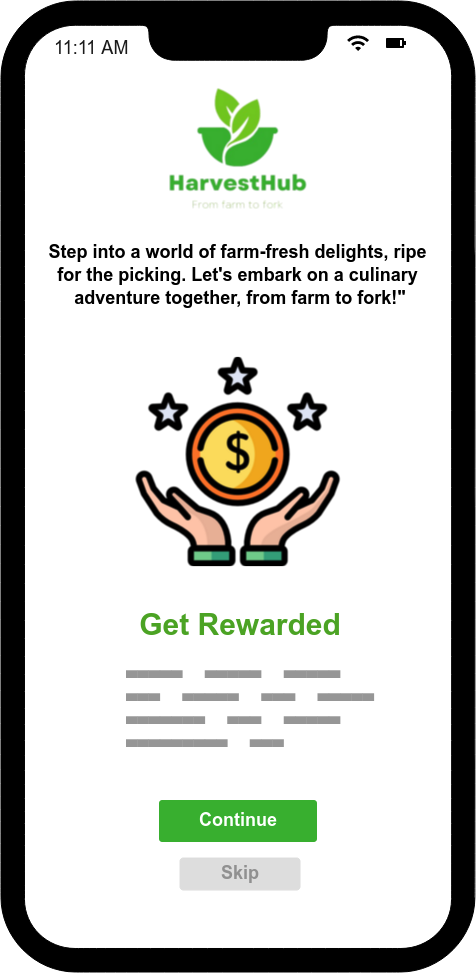 11:11 AM
HarvestHub
From farm to fork
Step into a world of farm-fresh delights, ripe
for the picking. Let's embark on a culinary
adventure together, from farm to fork!"
$
Get Rewarded
Continue
Skip